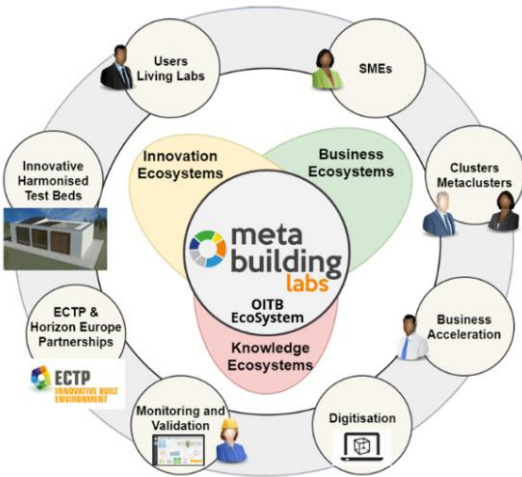 Users
Living Labs
SMEs
Innovation
Ecosystems
Business
Ecosystems
Innovative
Harmonised
Test Beds
Clusters
Metaclusters
meta
building
labs
OITB
EcoSystem
ECTP
& Horizon Europe
Partnerships
Business
Acceleration
Knowledge
Ecosystems
ECTP
INNOVATIVE BUILT
ENVIRONMENT
Monitoring and
Validation
Digitisation